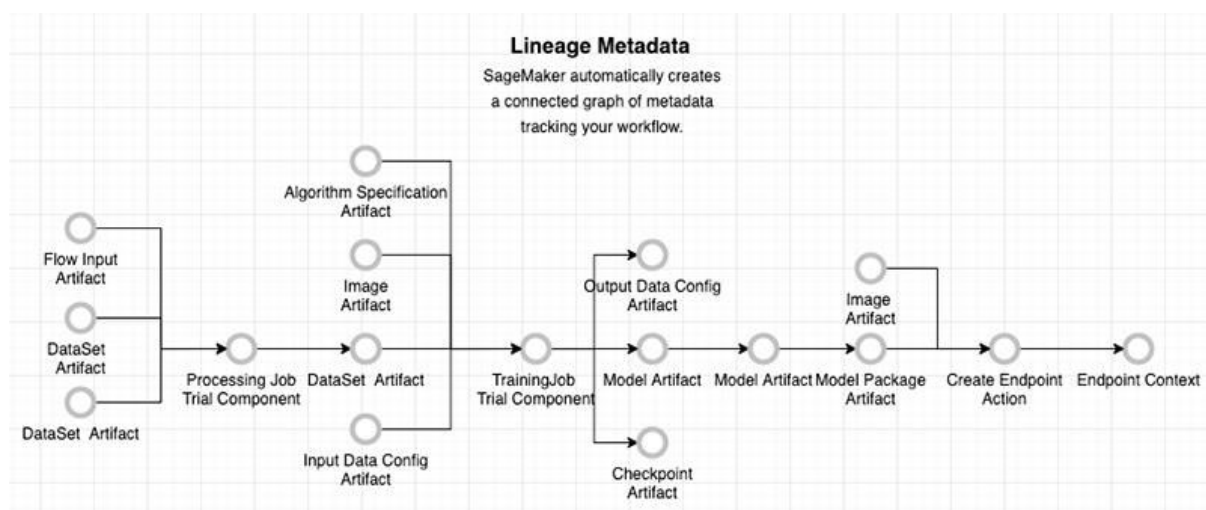 Lineage Metadata
SageMaker automatically creates
a connected graph of metadata
tracking your workflow.
Algorithm Specification
Artifact
Flow Input
Artifact
Image
Artifact
Output Data Config
Artifact
Image
Artifact
DataSet
Artifact
Processing Job
Trial Component
DataSet Artifact
TrainingJob
Trial Component
Model Artifact
Model Artifact
Model Package
Artifact
Create Endpoint
Action
Endpoint Context
DataSet Artifact
Input Data Config
Artifact
Checkpoint
Artifact